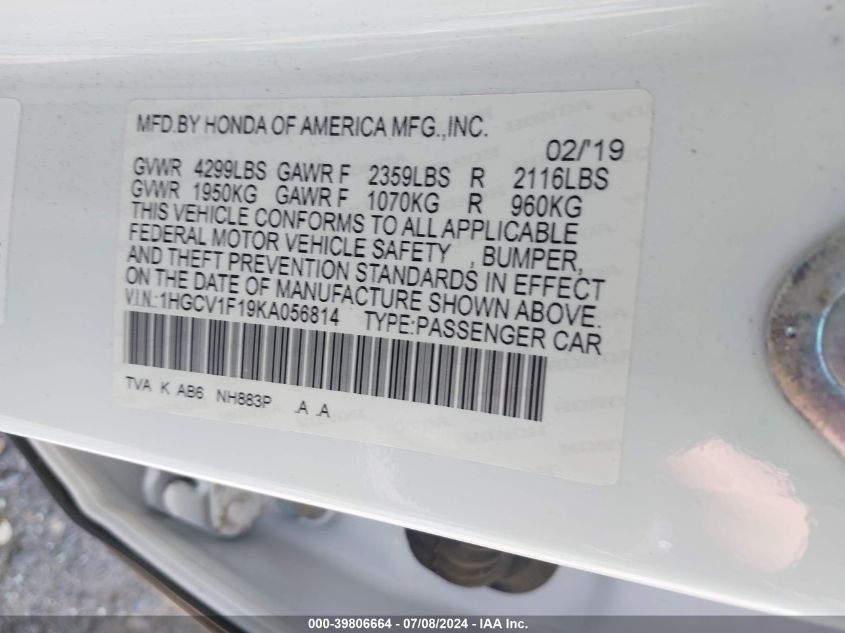 MFD.BY HONDA OF AMERICA MFG.,INC.
02/'19
GVWR 4299LBS GAWR F 2359LBS R 2116LBS
GVWR 1950KG GAWR F 1070KG R 960KG
THIS VEHICLE CONFORMS TO ALL APPLICABLE
FEDERAL MOTOR VEHICLE SAFETY , BUMPER,
AND THEFT PREVENTION STANDARDS IN EFFECT
ON THE DATE OF MANUFACTURE SHOWN ABOVE.
V.I.N.:1HGCV1F19KA056814 TYPE:PASSENGER CAR
TVA K AB6 NH883P .A .A
000-39806664 - 07/08/2024 - IAA Inc.